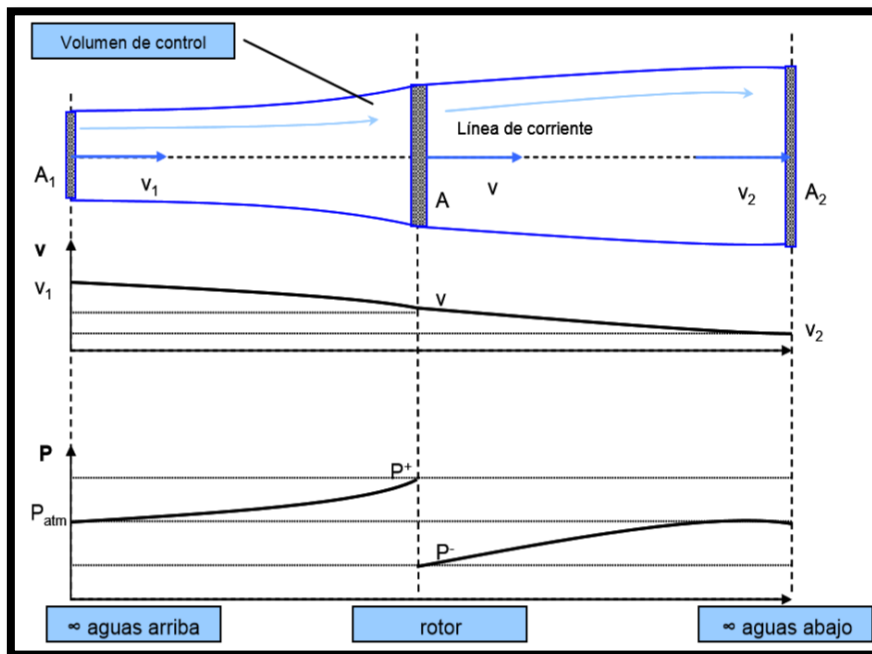 Volumen de control
Línea de corriente
A₁
v₁
A
v
v₂
A₂
v
v₁
v
v₂
P
P⁺
Pₐₜₘ
P⁻
∞ aguas arriba
rotor
∞ aguas abajo